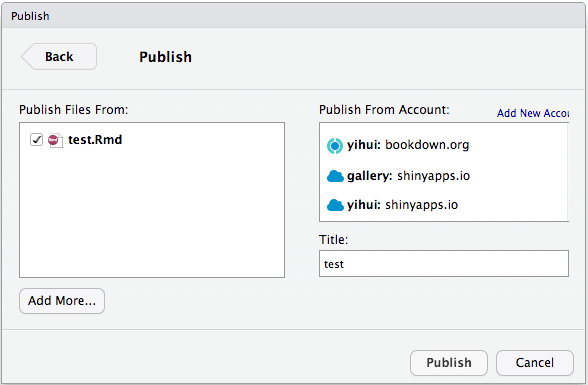 Publish
Back
Publish
Publish Files From:
test.Rmd
Add More...
Publish From Account:
Add New Accou
yihui: bookdown.org
gallery: shinyapps.io
yihui: shinyapps.io
Title:
test
Publish
Cancel